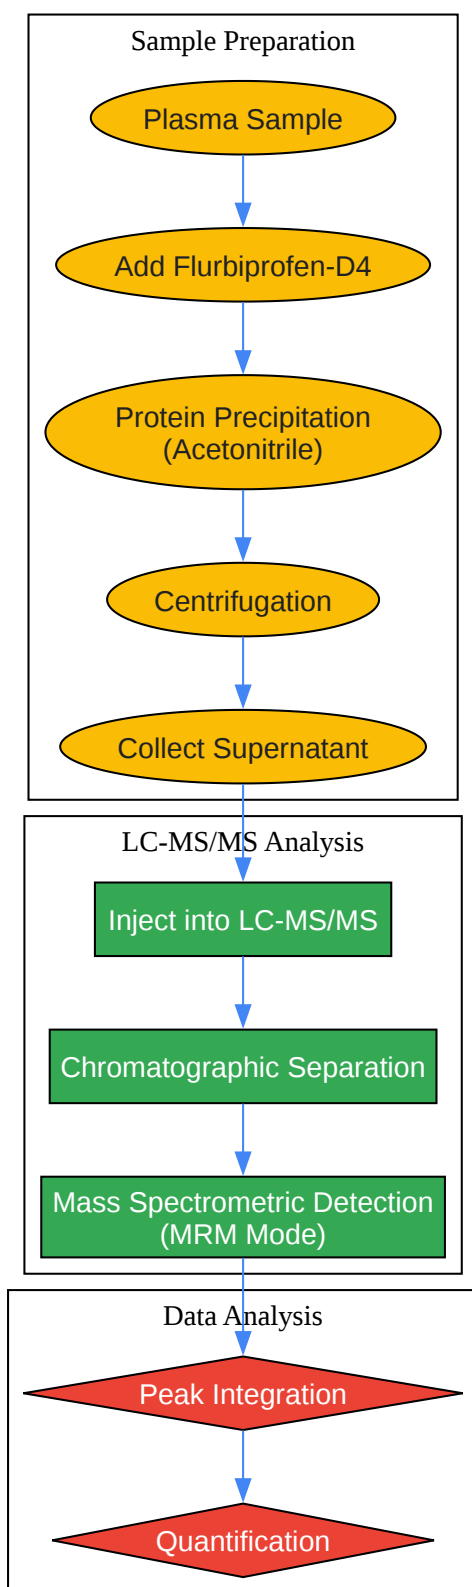 Sample Preparation
Plasma Sample
Add Flurbiprofen-D4
Protein Precipitation
(Acetonitrile)
Centrifugation
Collect Supernatant
LC-MS/MS Analysis
Inject into LC-MS/MS
Chromatographic Separation
Mass Spectrometric Detection
(MRM Mode)
Data Analysis
Peak Integration
Quantification